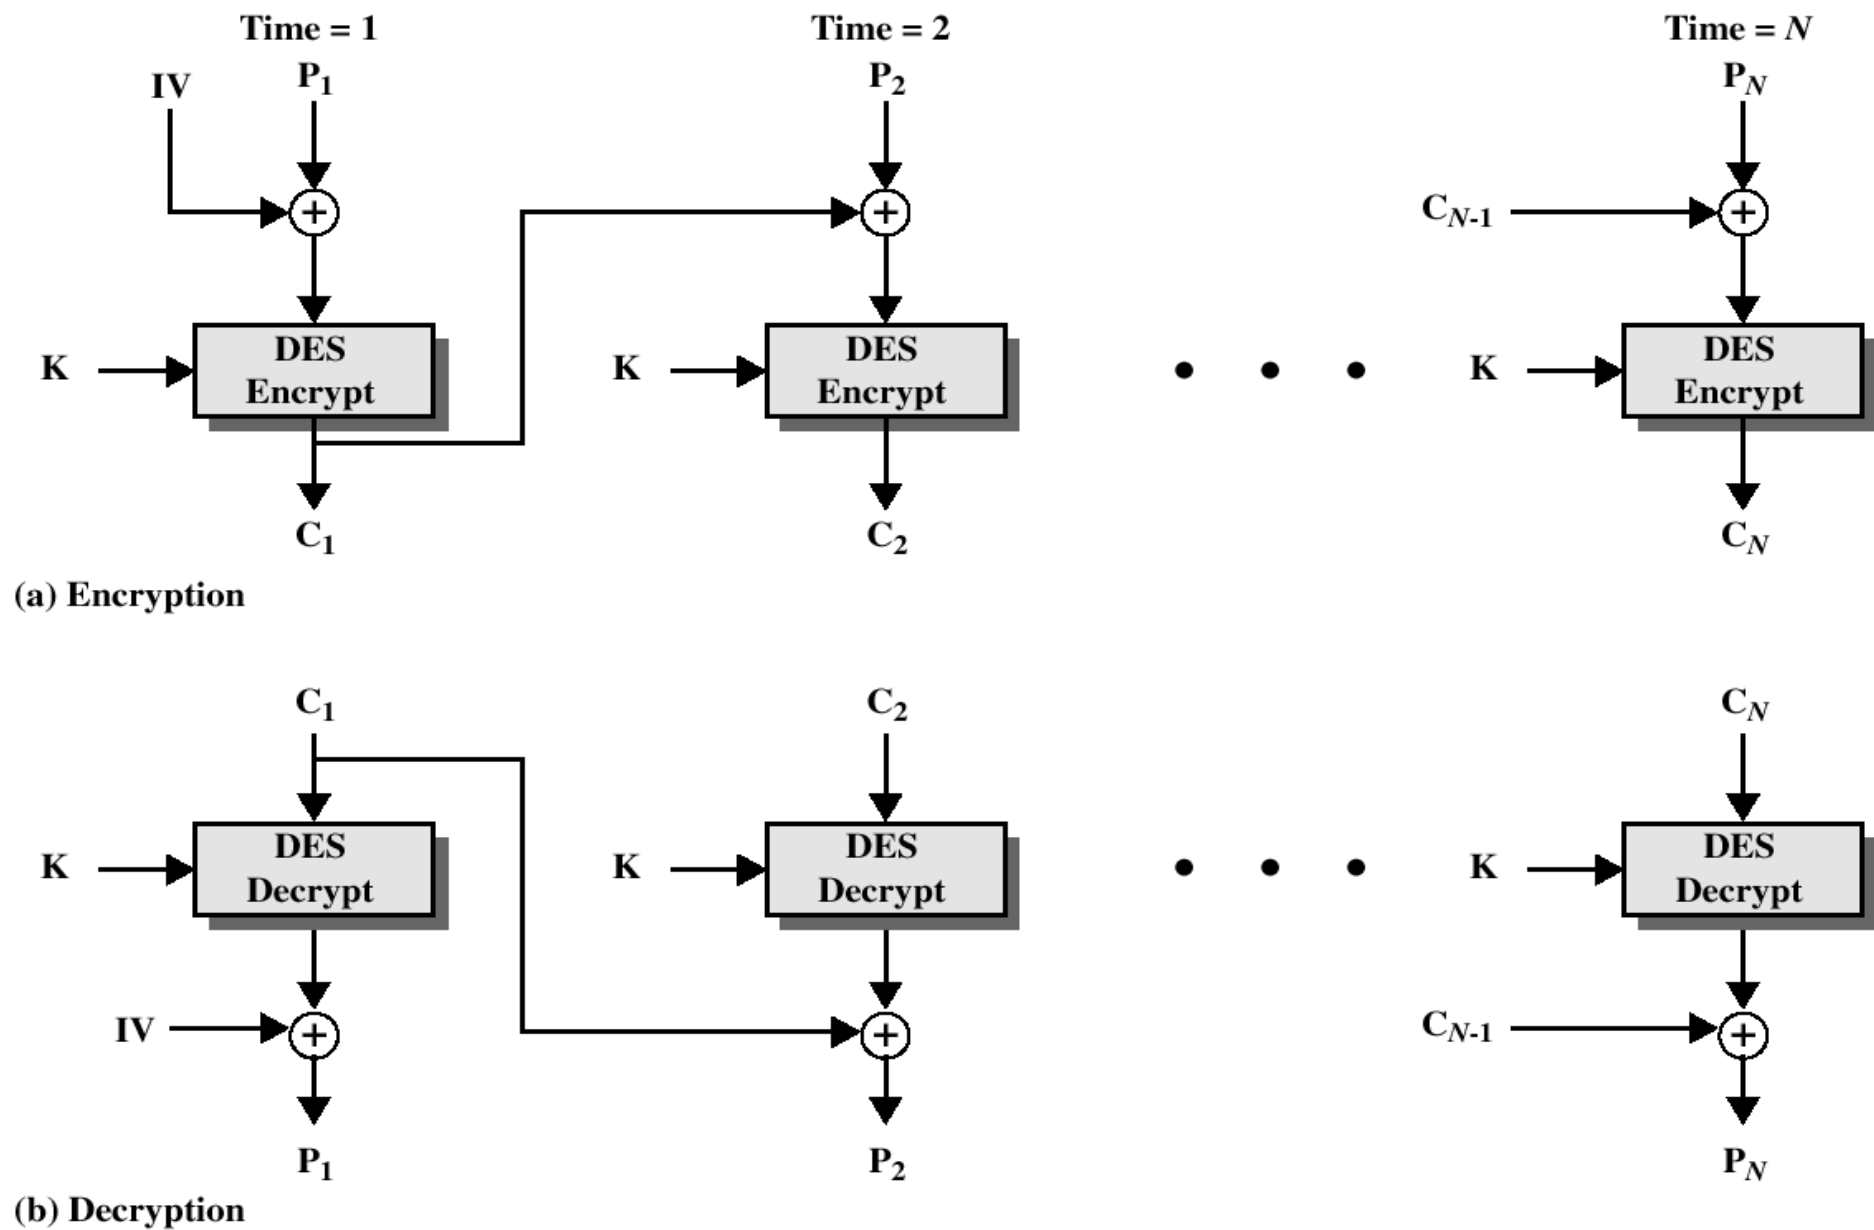 Time = 1 Time = 2 Time = N
IV P1 P2 PN
+ + CN-1 +
K DES Encrypt K DES Encrypt • • • K DES Encrypt
C1 C2 CN
(a) Encryption
C1 C2 CN
K DES Decrypt K DES Decrypt • • • K DES Decrypt
IV + + CN-1 +
P1 P2 PN
(b) Decryption